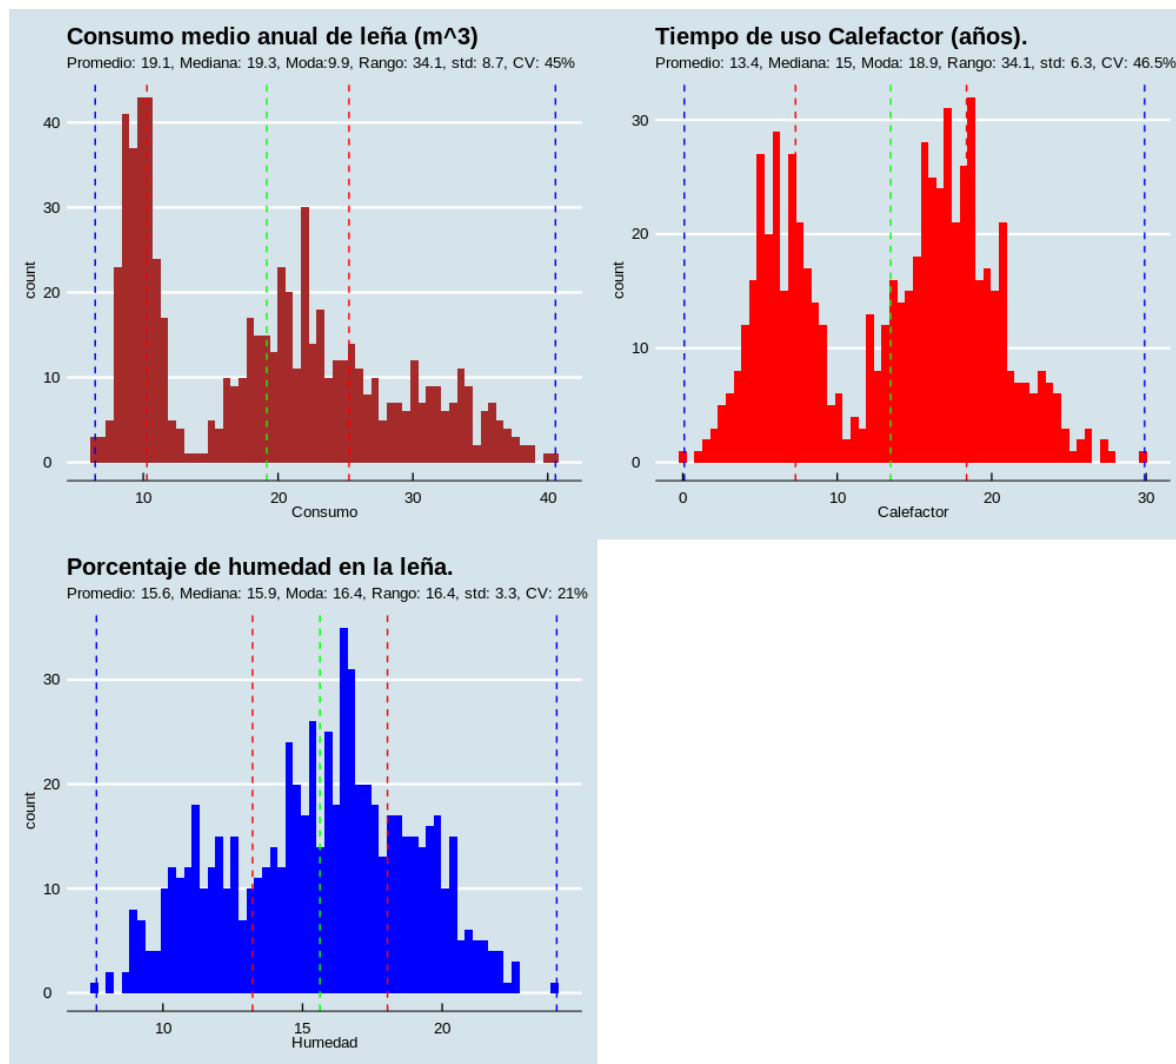 Consumo medio anual de leña (m^3)
Promedio: 19.1, Mediana: 19.3, Moda:9.9, Rango: 34.1, std: 8.7, CV: 45%
40
30
20
10
0
count
10 20 30 40
Consumo
Tiempo de uso Calefactor (años).
Promedio: 13.4, Mediana: 15, Moda: 18.9, Rango: 34.1, std: 6.3, CV: 46.5%
30
20
10
0
count
0 10 20 30
Calefactor
Porcentaje de humedad en la leña.
Promedio: 15.6, Mediana: 15.9, Moda: 16.4, Rango: 16.4, std: 3.3, CV: 21%
30
20
10
0
count
10 15 20
Humedad